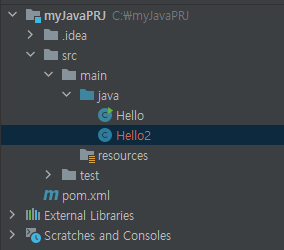 myJavaPRJ C:\myJavaPRJ
.idea
src
main
java
Hello
Hello2
resources
test
pom.xml
External Libraries
Scratches and Consoles